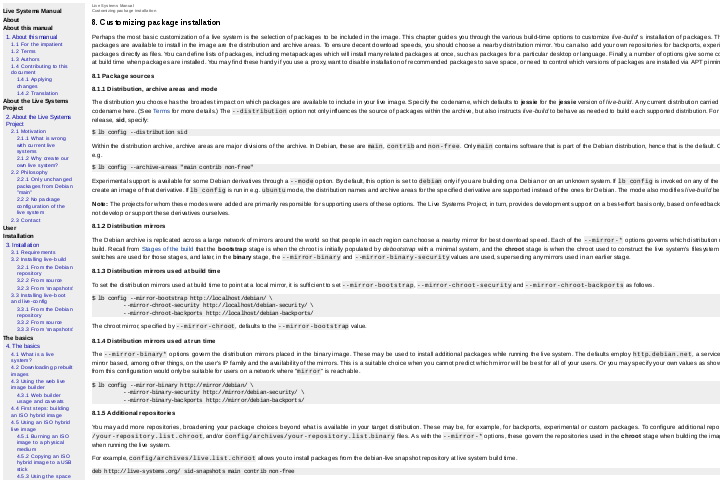 Live Systems Manual
About
About this manual
1. About this manual
1.1 For the impatient
1.2 Terms
1.3 Authors
1.4 Contributing to this
document
1.4.1 Applying
changes
1.4.2 Translation
About the Live Systems
Project
2. About the Live Systems
Project
2.1 Motivation
2.1.1 What is wrong
with current live
systems
2.1.2 Why create our
own live system?
2.2 Philosophy
2.2.1 Only unchanged
packages from Debian
"main"
2.2.2 No package
configuration of the
live system
2.3 Contact
User
Installation
3. Installation
3.1 Requirements
3.2 Installing live-build
3.2.1 From the Debian
repository
3.2.2 From source
3.2.3 From 'snapshots'
3.3 Installing live-boot
and live-config
3.3.1 From the Debian
repository
3.3.2 From source
3.3.3 From 'snapshots'
The basics
4. The basics
4.1 What is a live
system?
4.2 Downloading prebuilt
images
4.3 Using the web live
image builder
4.3.1 Web builder
usage and caveats
4.4 First steps: building
an ISO hybrid image
4.5 Using an ISO hybrid
live image
4.5.1 Burning an ISO
image to a physical
medium
4.5.2 Copying an ISO
hybrid image to a USB
stick
4.5.3 Using the space
Live Systems Manual
Customizing package installation
8. Customizing package installation
Perhaps the most basic customization of a live system is the selection of packages to be included in the image. This chapter guides you through the various build-time options to customize live-build's installation of packages. T
packages are available to install in the image are the distribution and archive areas. To ensure decent download speeds, you should choose a nearby distribution mirror. You can also add your own repositories for backports, experi
packages directly as files. You can define lists of packages, including metapackages which will install many related packages at once, such as packages for a particular desktop or language. Finally, a number of options give some co
at build time when packages are installed. You may find these handy if you use a proxy, want to disable installation of recommended packages to save space, or need to control which versions of packages are installed via APT pinnin
8.1 Package sources
8.1.1 Distribution, archive areas and mode
The distribution you choose has the broadest impact on which packages are available to include in your live image. Specify the codename, which defaults to jessie for the jessie version of live-build. Any current distribution carried
codename here. (See Terms for more details.) The --distribution option not only influences the source of packages within the archive, but also instructs live-build to behave as needed to build each supported distribution. For
release, sid, specify:
$ lb config --distribution sid
Within the distribution archive, archive areas are major divisions of the archive. In Debian, these are main, contrib and non-free. Only main contains software that is part of the Debian distribution, hence that is the default. O
e.g.
$ lb config --archive-areas "main contrib non-free"
Experimental support is available for some Debian derivatives through a --mode option. By default, this option is set to debian only if you are building on a Debian or on an unknown system. If lb config is invoked on any of the
create an image of that derivative. If lb config is run in e.g. ubuntu mode, the distribution names and archive areas for the specified derivative are supported instead of the ones for Debian. The mode also modifies live-build be
Note: The projects for whom these modes were added are primarily responsible for supporting users of these options. The Live Systems Project, in turn, provides development support on a best-effort basis only, based on feedback
not develop or support these derivatives ourselves.
8.1.2 Distribution mirrors
The Debian archive is replicated across a large network of mirrors around the world so that people in each region can choose a nearby mirror for best download speed. Each of the --mirror-* options governs which distribution
build. Recall from Stages of the build that the bootstrap stage is when the chroot is initially populated by debootstrap with a minimal system, and the chroot stage is when the chroot used to construct the live system's filesystem
switches are used for those stages, and later, in the binary stage, the --mirror-binary and --mirror-binary-security values are used, superseding any mirrors used in an earlier stage.
8.1.3 Distribution mirrors used at build time
To set the distribution mirrors used at build time to point at a local mirror, it is sufficient to set --mirror-bootstrap, --mirror-chroot-security and --mirror-chroot-backports as follows.
$ lb config --mirror-bootstrap http://localhost/debian/ \
--mirror-chroot-security http://localhost/debian-security/ \
--mirror-chroot-backports http://localhost/debian-backports/
The chroot mirror, specified by --mirror-chroot, defaults to the --mirror-bootstrap value.
8.1.4 Distribution mirrors used at run time
The --mirror-binary* options govern the distribution mirrors placed in the binary image. These may be used to install additional packages while running the live system. The defaults employ http.debian.net, a service
mirror based, among other things, on the user's IP family and the availability of the mirrors. This is a suitable choice when you cannot predict which mirror will be best for all of your users. Or you may specify your own values as show
from this configuration would only be suitable for users on a network where "mirror" is reachable.
$ lb config --mirror-binary http://mirror/debian/ \
--mirror-binary-security http://mirror/debian-security/ \
--mirror-binary-backports http://mirror/debian-backports/
8.1.5 Additional repositories
You may add more repositories, broadening your package choices beyond what is available in your target distribution. These may be, for example, for backports, experimental or custom packages. To configure additional repo
/your-repository.list.chroot, and/or config/archives/your-repository.list.binary files. As with the --mirror-* options, these govern the repositories used in the chroot stage when building the imag
when running the live system.
For example, config/archives/live.list.chroot allows you to install packages from the debian-live snapshot repository at live system build time.
deb http://live-systems.org/ sid-snapshots main contrib non-free